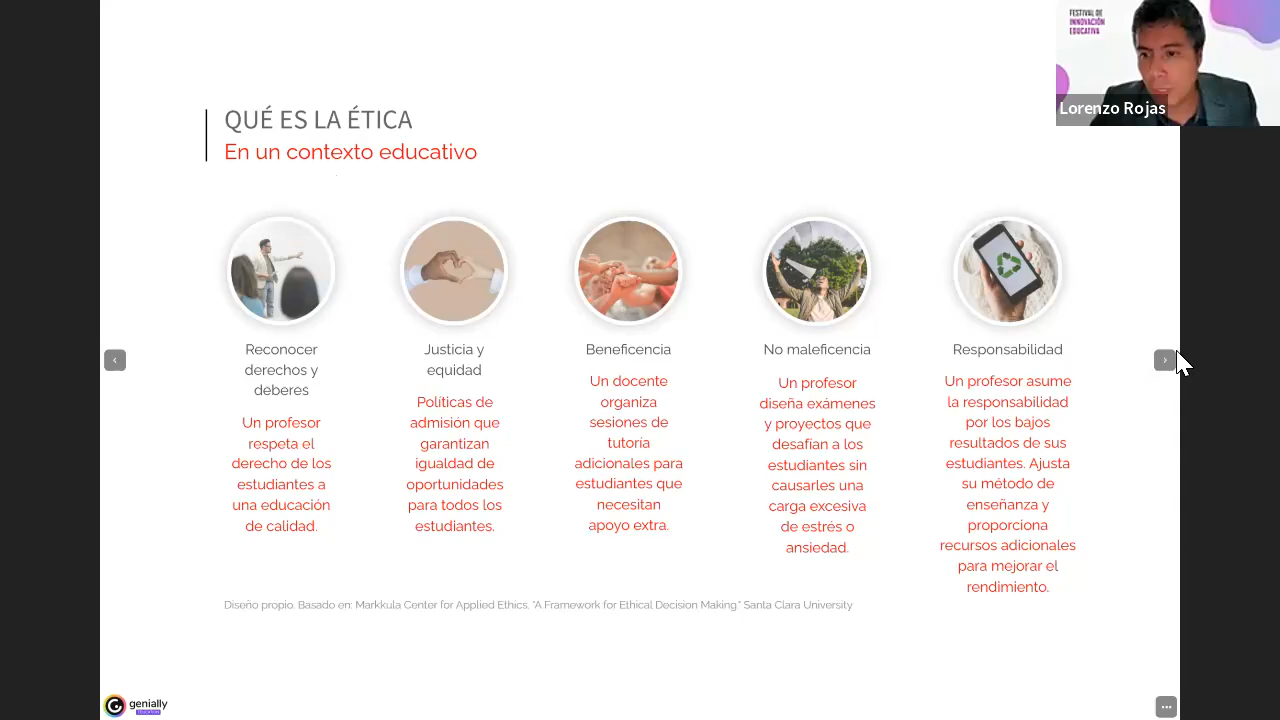 FESTIVAL DE
INNOVACIÓN
EDUCATIVA
Lorenzo Rojas
QUÉ ES LA ÉTICA
En un contexto educativo
Reconocer
derechos y
deberes
Un profesor
respeta el
derecho de los
estudiantes a
una educación
de calidad.
Justicia y
equidad
Políticas de
admisión que
garantizan
igualdad de
oportunidades
para todos los
estudiantes.
Beneficencia
Un docente
organiza
sesiones de
tutoría
adicionales para
estudiantes que
necesitan
apoyo extra.
No maleficencia
Un profesor
diseña exámenes
y proyectos que
desafían a los
estudiantes sin
causarles una
carga excesiva
de estrés o
ansiedad.
Responsabilidad
Un profesor asume
la responsabilidad
por los bajos
resultados de sus
estudiantes. Ajusta
su método de
enseñanza y
proporciona
recursos adicionales
para mejorar el
rendimiento.
Diseño propio. Basado en: Markkula Center for Applied Ethics, "A Framework for Ethical Decision Making." Santa Clara University
genially
EDUCATION